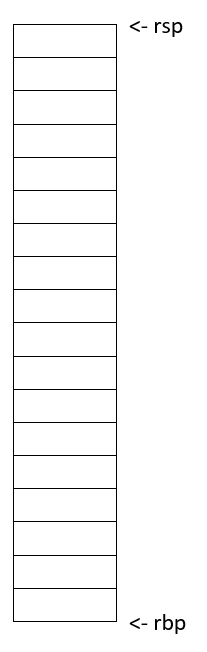 <- rsp
<- rbp